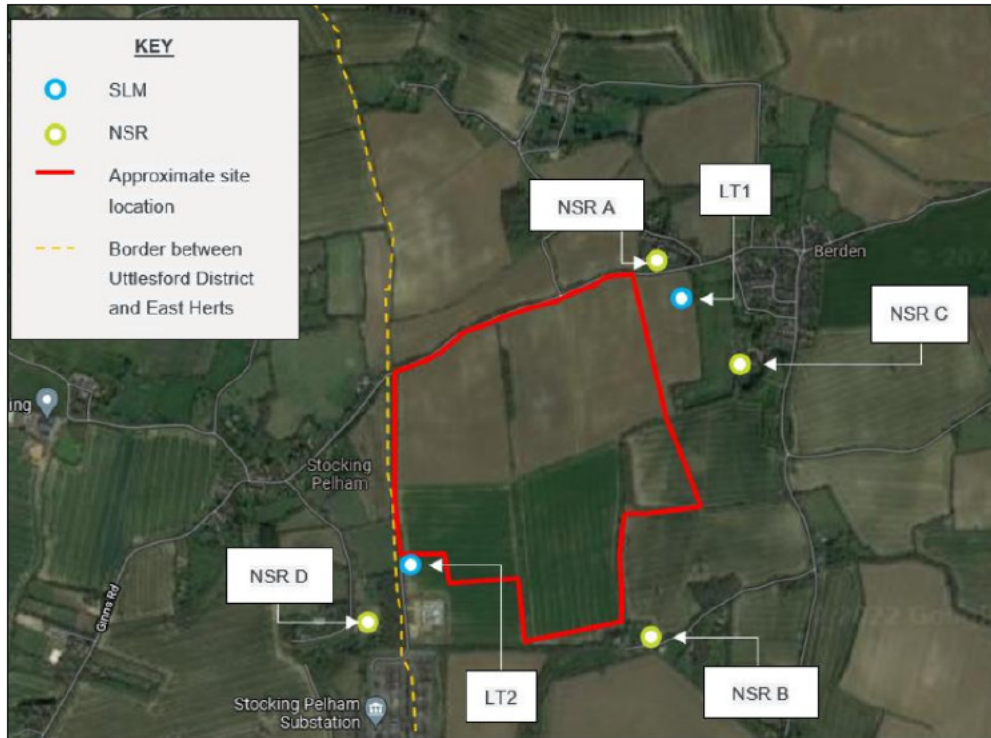 KEY
SLM
NSR
Approximate site
location
Border between
Uttlesford District
and East Herts
NSR A
LT1
Berden
NSR C
ing
Stocking
Pelham
NSR D
Ginns Rd
LT2
NSR B
Stocking Pelham
Substation